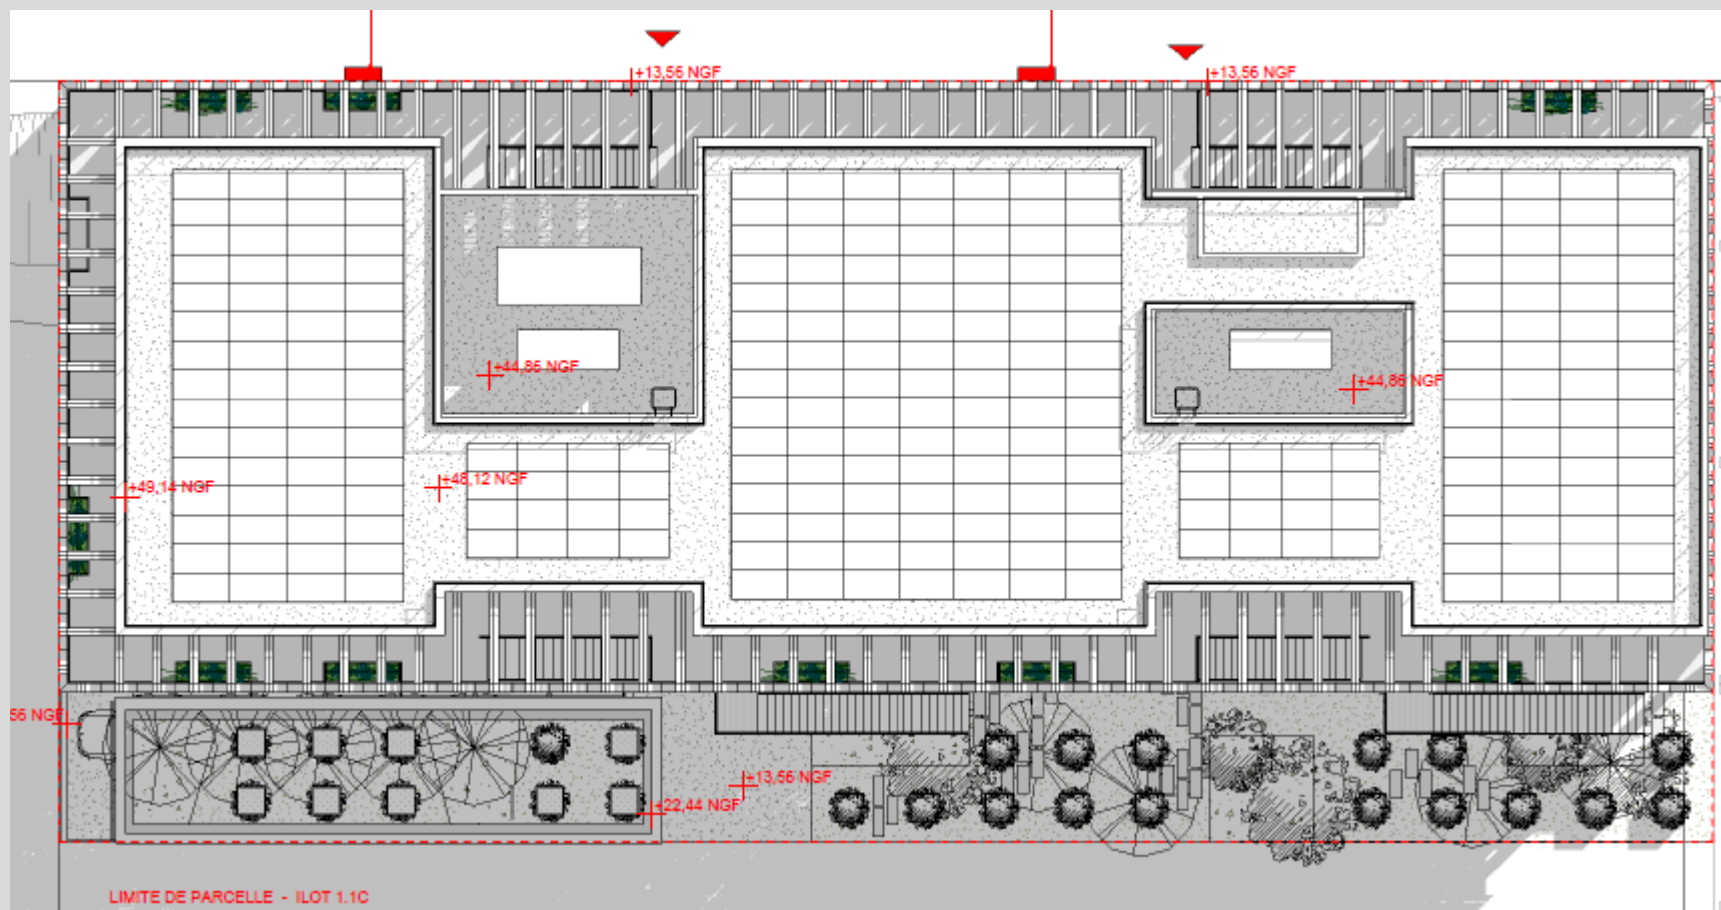 +13,56 NGF
+13,56 NGF
+44,86 NGF
+44,86 NGF
+49,14 NGF
+48,12 NGF
56 NGF
+13,56 NGF
+22,44 NGF
LIMITE DE PARCELLE - ILOT 1.1C